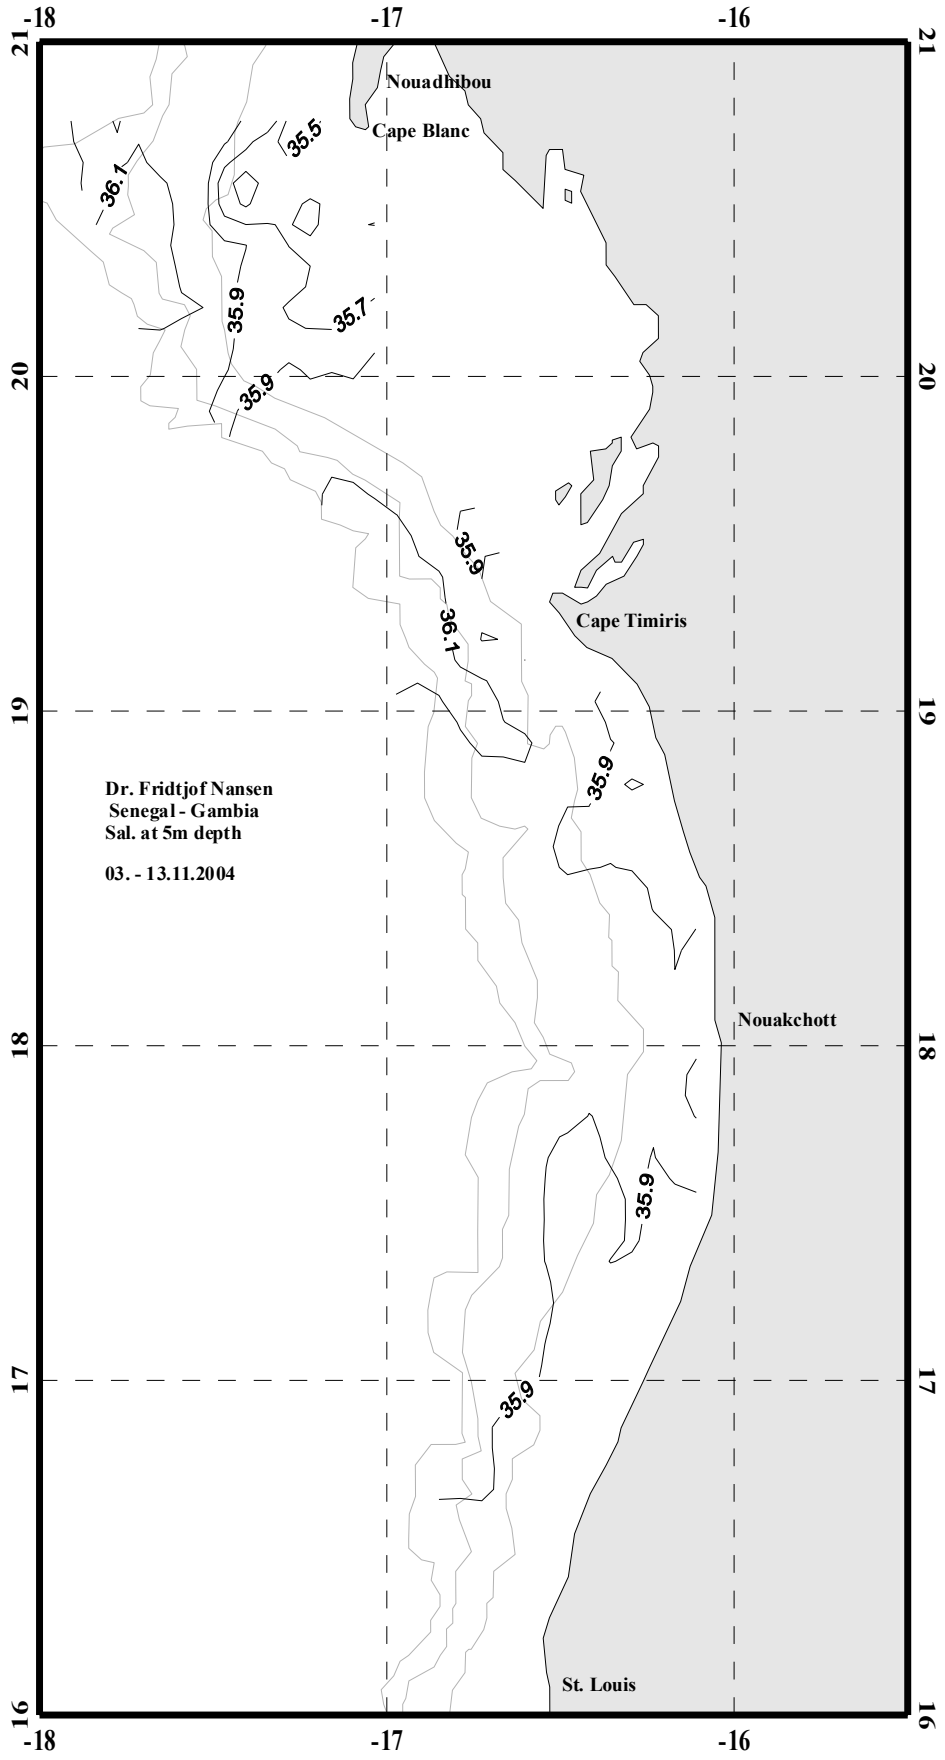 -18 -17 -16
21 21
Nouadhibou
Cape Blanc
35.5
36.1
35.9
35.7
20 20
35.9
35.9
Cape Timiris
36.1
19 19
35.9
Dr. Fridtjof Nansen
Senegal - Gambia
Sal. at 5m depth
03. - 13.11.2004
Nouakchott
18 18
35.9
17 17
35.9
St. Louis
16 16
-18 -17 -16